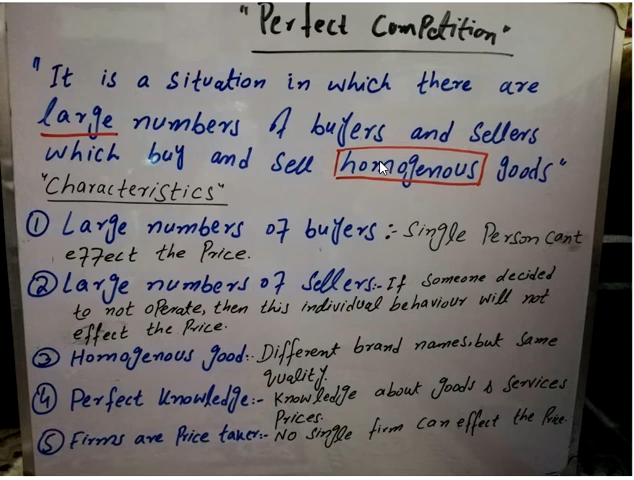 "Perfect Competition"
"It is a situation in which there are
large numbers of buyers and sellers
which buy and sell homogenous goods"
"Characteristics"
① Large numbers of buyers:- Single Person cant
effect the Price.
② Large numbers of sellers:- If someone decided
to not operate, then this individual behaviour will not
effect the Price.
③ Homogenous good:- Different brand names, but same
quality.
④ Perfect Knowledge:- Knowledge about goods & services
Prices.
⑤ Firms are Price taker:- No single firm can effect the Price.